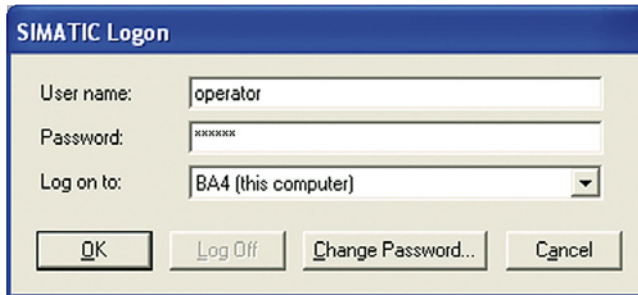 SIMATIC Logon
User name: operator
Password: ××××××
Log on to: BA4 (this computer)
OK Log Off Change Password... Cancel